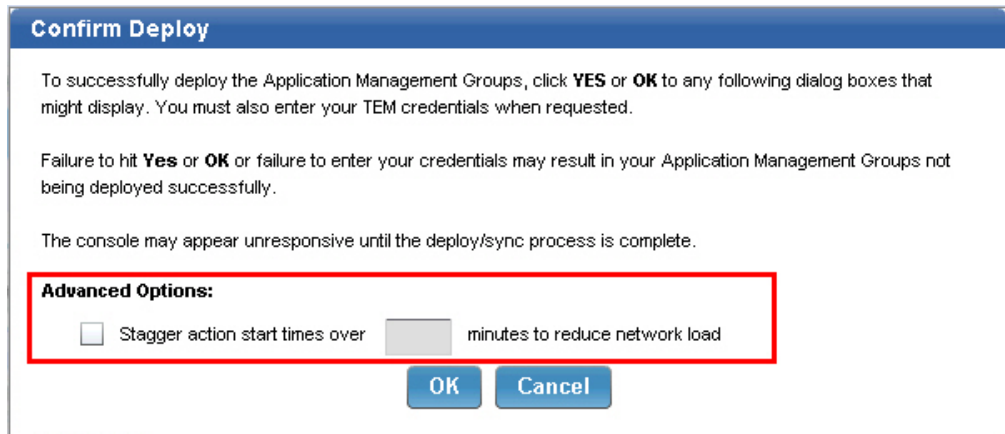 Confirm Deploy
To successfully deploy the Application Management Groups, click YES or OK to any following dialog boxes that
might display. You must also enter your TEM credentials when requested.
Failure to hit Yes or OK or failure to enter your credentials may result in your Application Management Groups not
being deployed successfully.
The console may appear unresponsive until the deploy/sync process is complete.
Advanced Options:
Stagger action start times over minutes to reduce network load
OK Cancel